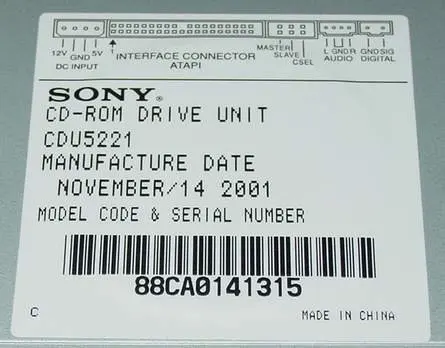 12V GND 5V
DC INPUT
1
INTERFACE CONNECTOR
ATAPI
MASTER
SLAVE
CSEL
L GND R
AUDIO
GND SIG
DIGITAL
SONY®
CD-ROM DRIVE UNIT
CDU5221
MANUFACTURE DATE
NOVEMBER/14 2001
MODEL CODE & SERIAL NUMBER
88CA0141315
C
MADE IN CHINA